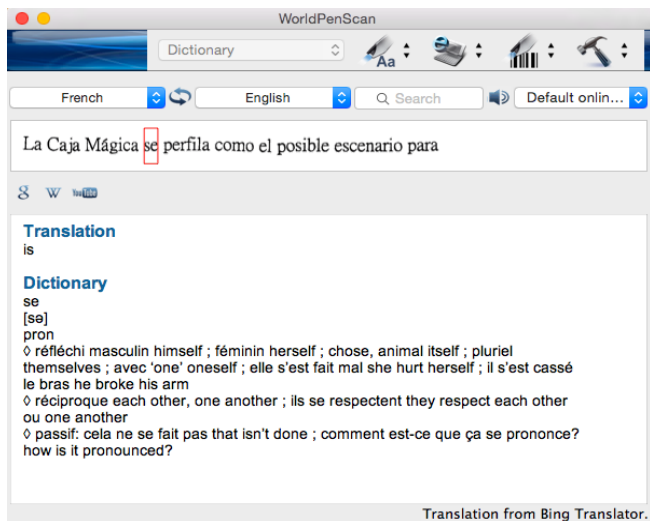 WorldPenScan
Dictionary
Aa
French
English
Search
Default onlin...
La Caja Mágica se perfila como el posible escenario para
8 W YouTube
Translation
is
Dictionary
se
[sə]
pron
◊ réfléchi masculin himself ; féminin herself ; chose, animal itself ; pluriel
themselves ; avec ‘one’ oneself ; elle s’est fait mal she hurt herself ; il s’est cassé
le bras he broke his arm
◊ réciproque each other, one another ; ils se respectent they respect each other
ou one another
◊ passif: cela ne se fait pas that isn’t done ; comment est-ce que ça se prononce?
how is it pronounced?
Translation from Bing Translator.